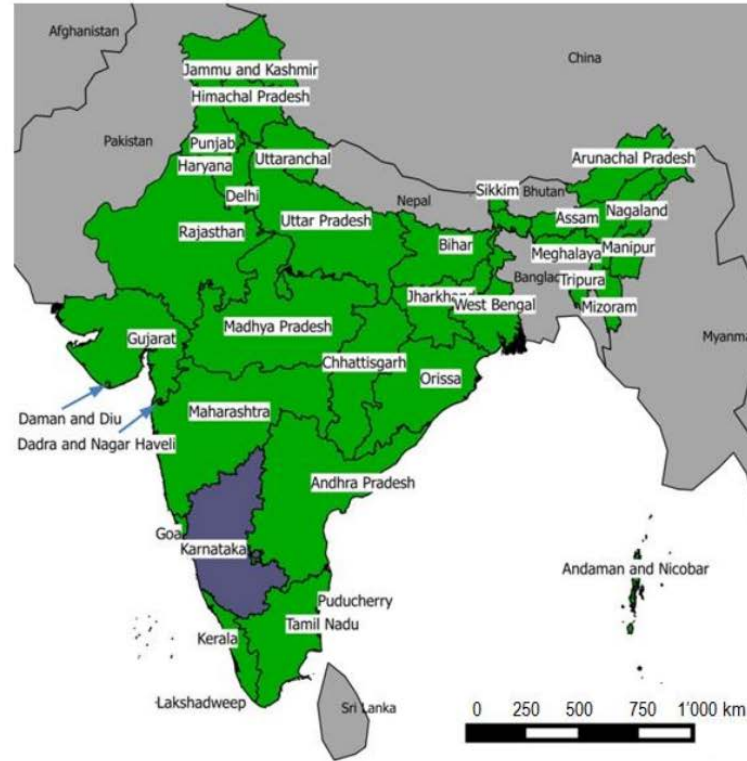 Afghanistan
China
Jammu and Kashmir
Himachal Pradesh
Pakistan
Punjab
Haryana
Uttaranchal
Arunachal Pradesh
Delhi
Nepal
Sikkim
Bhutan
Uttar Pradesh
Rajasthan
Assam
Nagaland
Bihar
Meghalaya
Manipur
Tripura
Jharkhand
West Bengal
Mizoram
Madhya Pradesh
Gujarat
Myanma
Chhattisgarh
Orissa
Daman and Diu
Maharashtra
Dadra and Nagar Haveli
Andhra Pradesh
Goa
Karnataka
Andaman and Nicobar
Puducherry
Tamil Nadu
Kerala
Lakshadweep
Sri Lanka
0 250 500 750 1'000 km